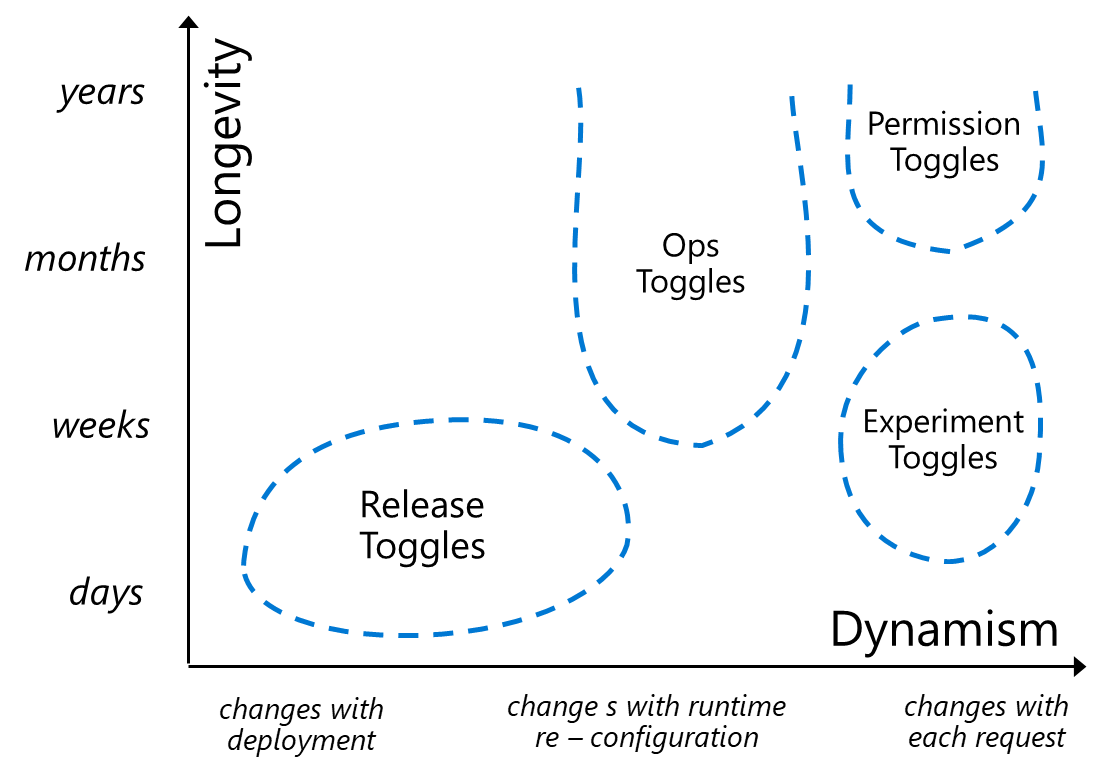 years
Longevity
Permission
Toggles
months
Ops
Toggles
weeks
Experiment
Toggles
Release
Toggles
days
Dynamism
changes with
deployment
change s with runtime
re – configuration
changes with
each request